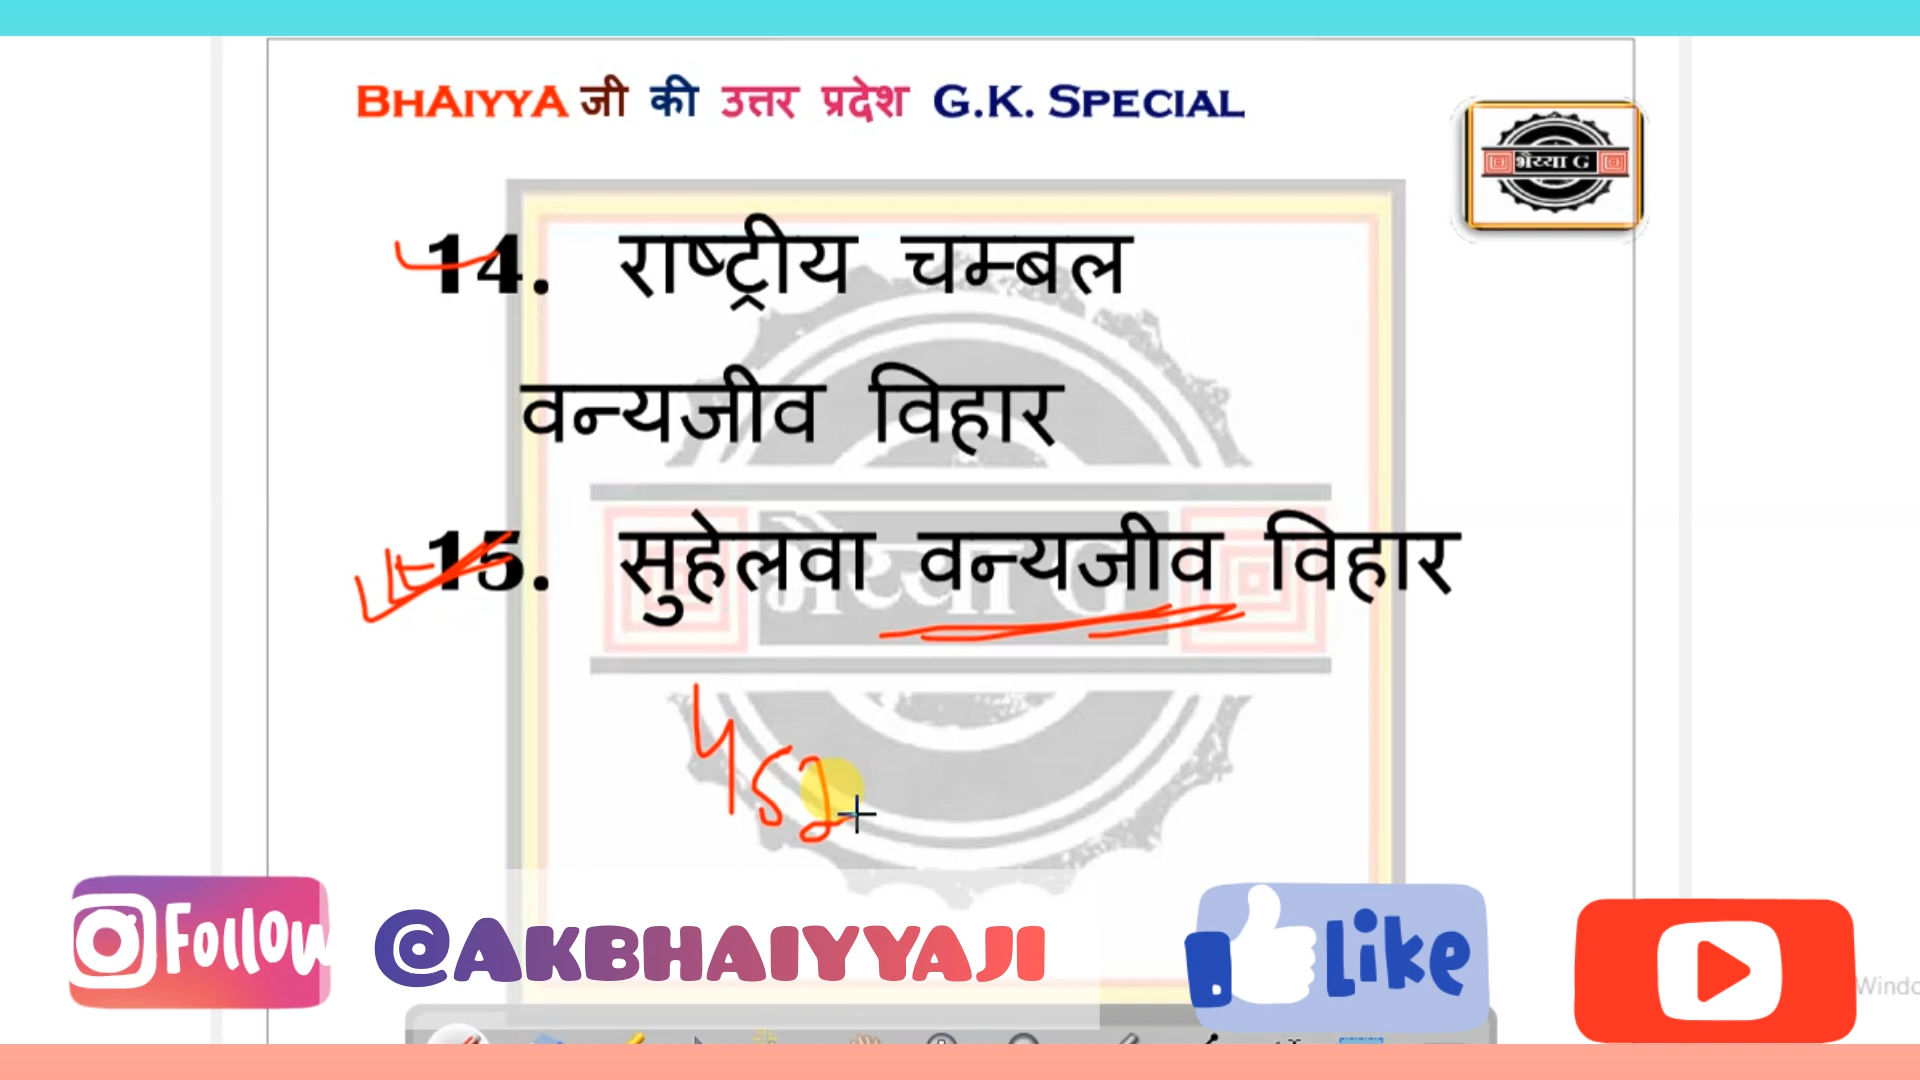 BHAIYYA जी की उत्तर प्रदेश G.K. SPECIAL
भैय्या G
14. राष्ट्रीय चम्बल
वन्यजीव विहार
15. सुहेलवा वन्यजीव विहार
भैय्या G
452
Follow
@AKBHAIYYAJI
Like